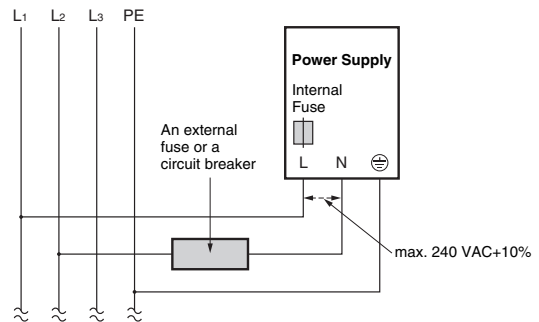 L1 L2 L3 PE
Power Supply
Internal
Fuse
An external
fuse or a
circuit breaker
L N
max. 240 VAC+10%